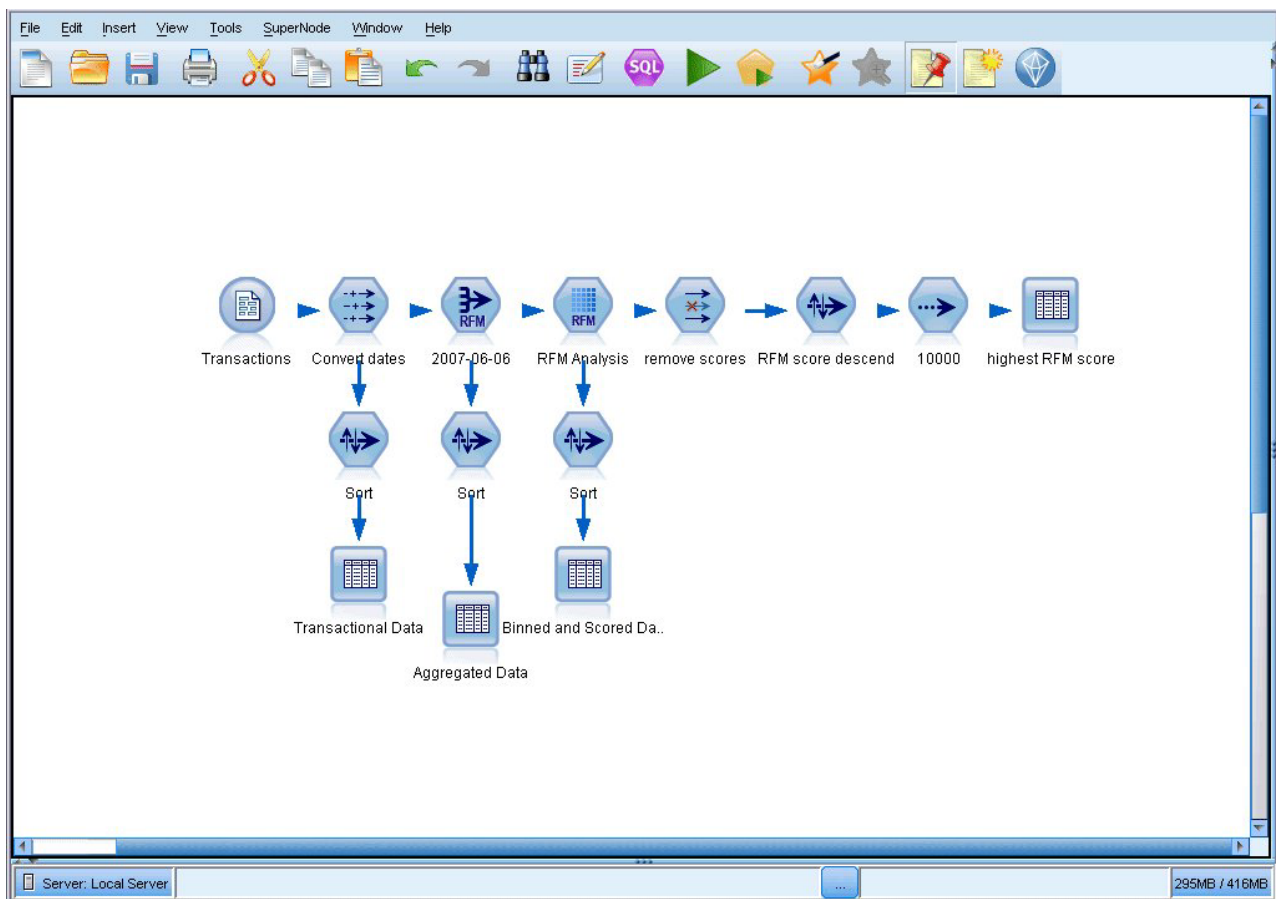 File Edit Insert View Tools SuperNode Window Help
SQL
RFM RFM
Transactions Convert dates 2007-06-06 RFM Analysis remove scores RFM score descend 10000 highest RFM score
Sort Sort Sort
Transactional Data Binned and Scored Da..
Aggregated Data
Server: Local Server ... 295MB / 416MB